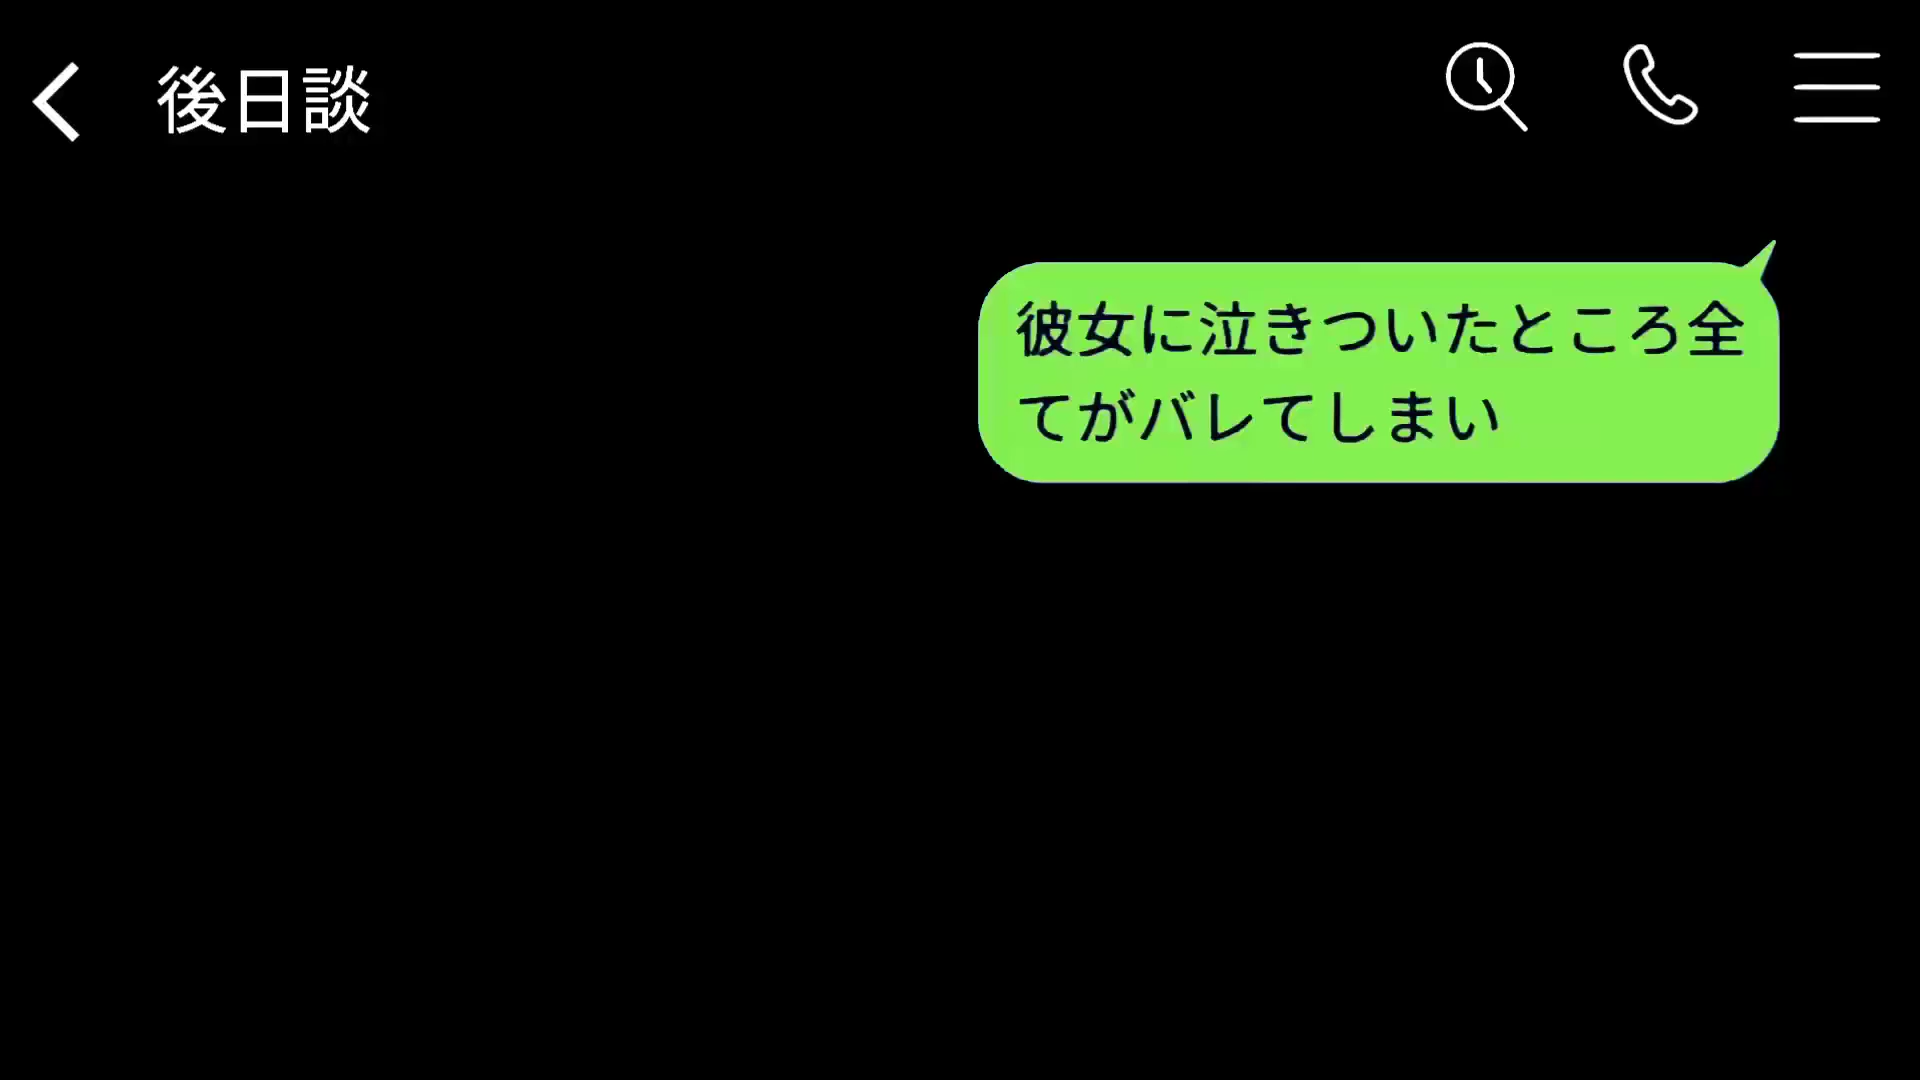 後日談
彼女に泣きついたところ全
てがバレてしまい